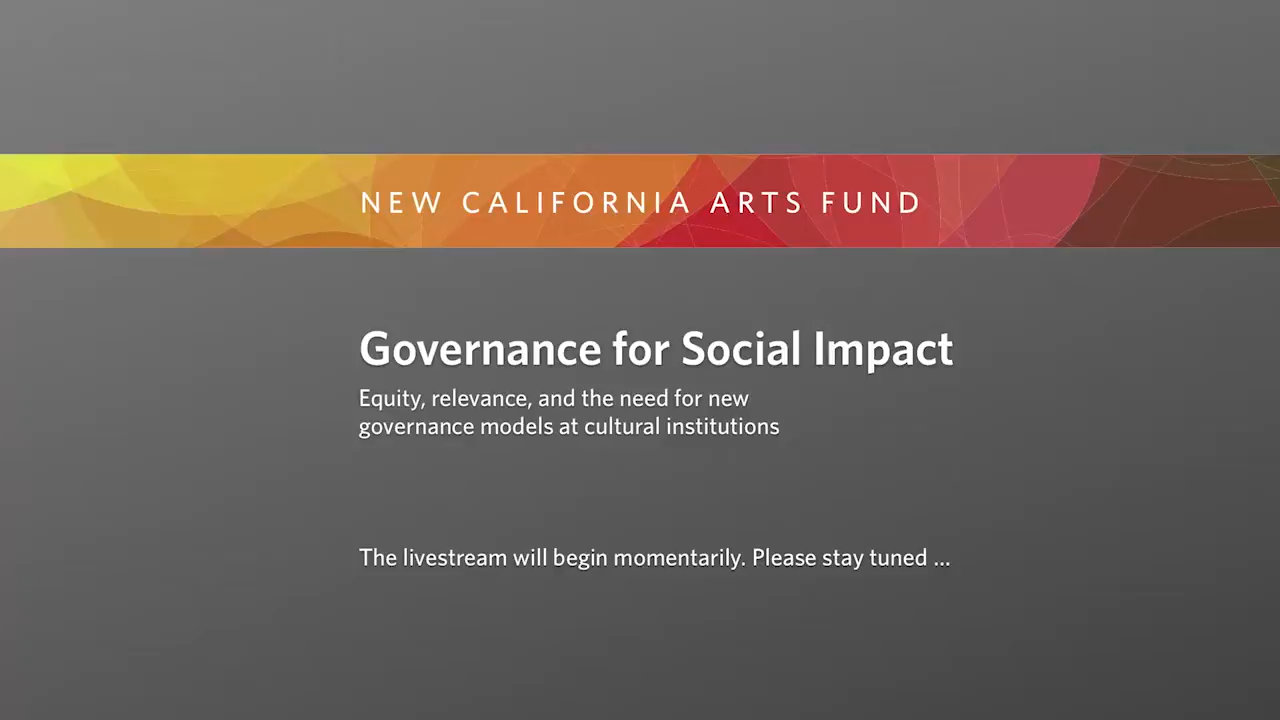 NEW CALIFORNIA ARTS FUND
Governance for Social Impact
Equity, relevance, and the need for new
governance models at cultural institutions
The livestream will begin momentarily. Please stay tuned ...